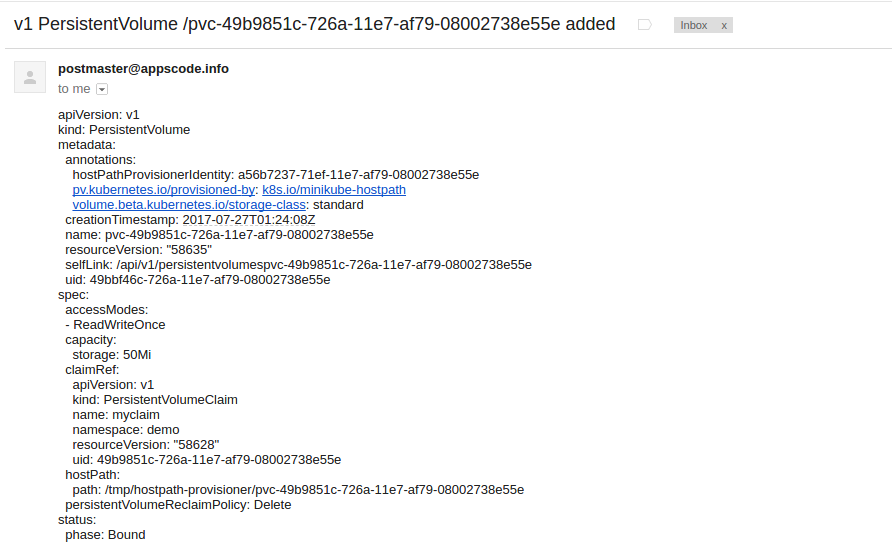 v1 PersistentVolume /pvc-49b9851c-726a-11e7-af79-08002738e55e added
Inbox x
postmaster@appscode.info
to me
apiVersion: v1
kind: PersistentVolume
metadata:
  annotations:
    hostPathProvisionerIdentity: a56b7237-71ef-11e7-af79-08002738e55e
    pv.kubernetes.io/provisioned-by: k8s.io/minikube-hostpath
    volume.beta.kubernetes.io/storage-class: standard
  creationTimestamp: 2017-07-27T01:24:08Z
  name: pvc-49b9851c-726a-11e7-af79-08002738e55e
  resourceVersion: "58635"
  selfLink: /api/v1/persistentvolumespvc-49b9851c-726a-11e7-af79-08002738e55e
  uid: 49bbf46c-726a-11e7-af79-08002738e55e
spec:
  accessModes:
  - ReadWriteOnce
  capacity:
    storage: 50Mi
  claimRef:
    apiVersion: v1
    kind: PersistentVolumeClaim
    name: myclaim
    namespace: demo
    resourceVersion: "58628"
    uid: 49b9851c-726a-11e7-af79-08002738e55e
  hostPath:
    path: /tmp/hostpath-provisioner/pvc-49b9851c-726a-11e7-af79-08002738e55e
  persistentVolumeReclaimPolicy: Delete
status:
  phase: Bound